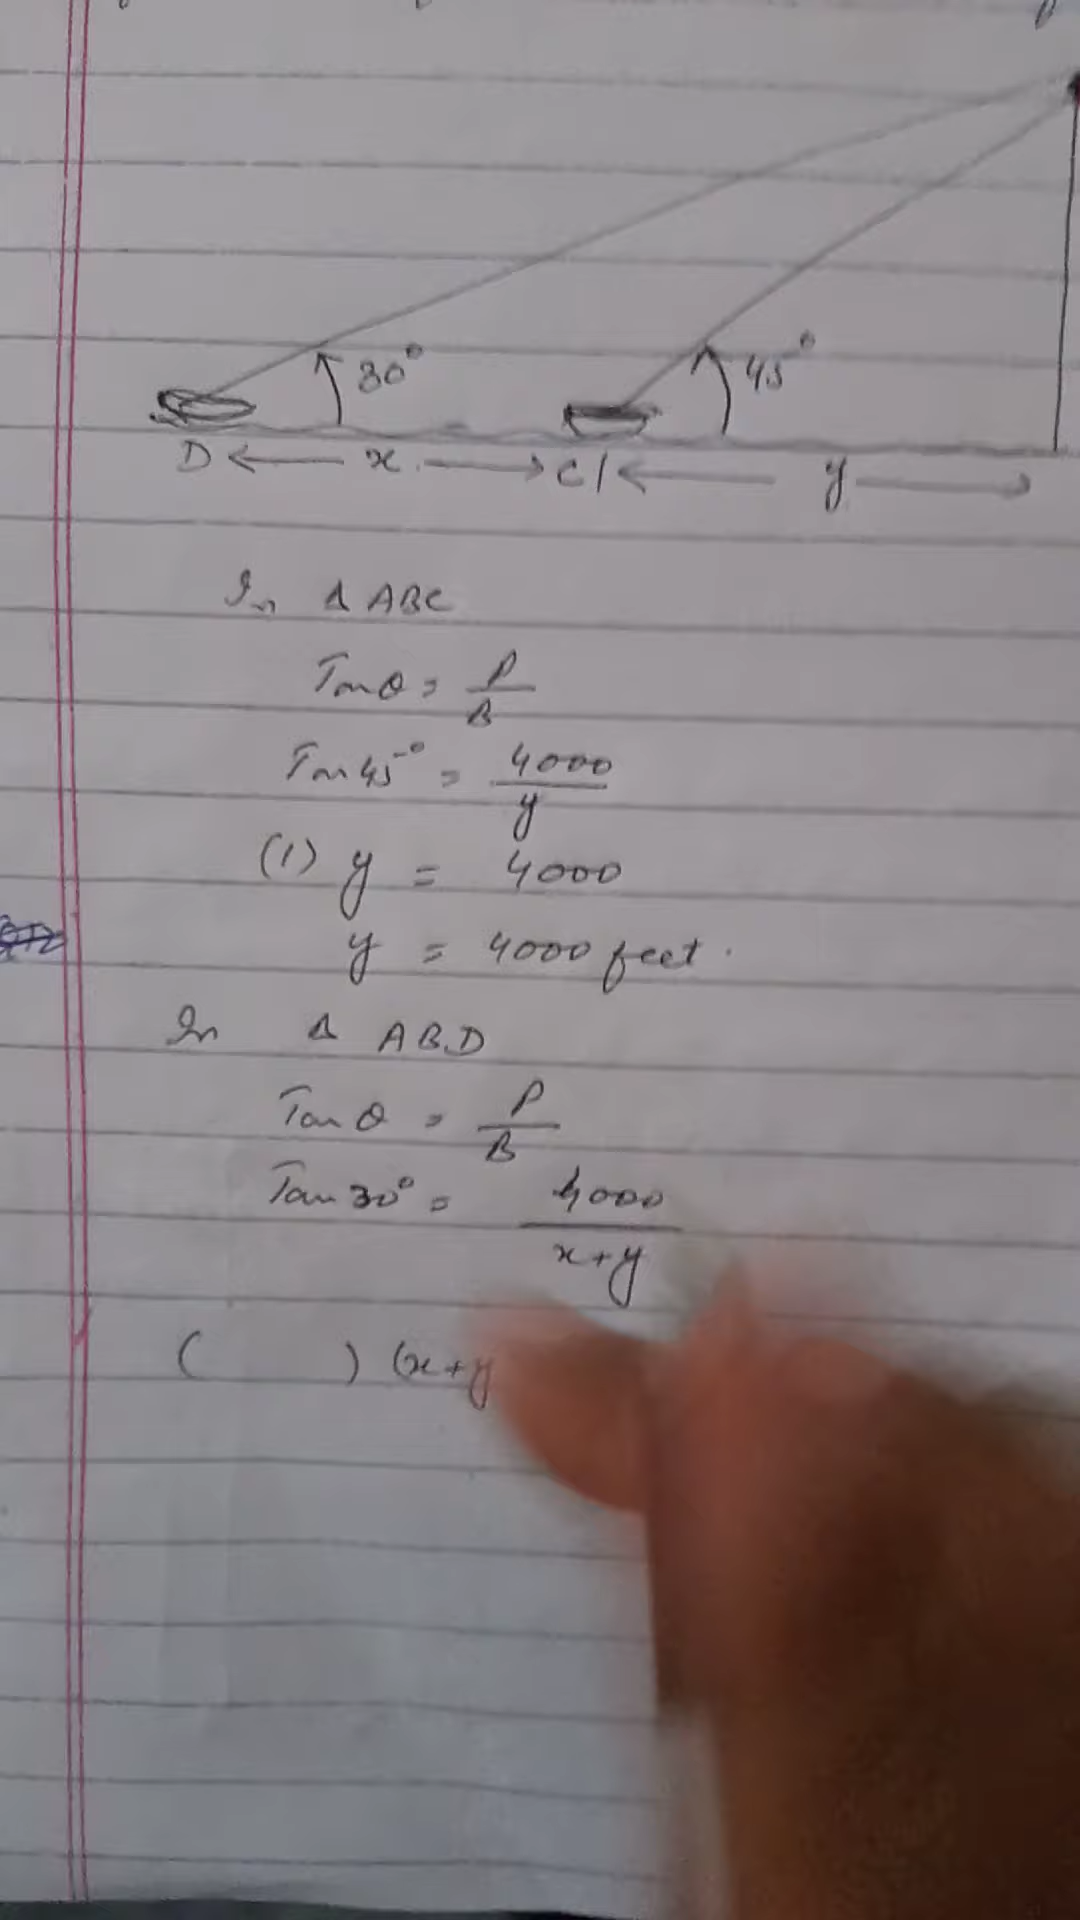 30°
45°
D ← x → C | ← y →
In Δ ABC
Tan θ = P/B
Tan 45° = 4000/y
(1) y = 4000
y = 4000 feet.
In Δ ABD
Tan θ = P/B
Tan 30° = 4000/x+y
( ) (x+y